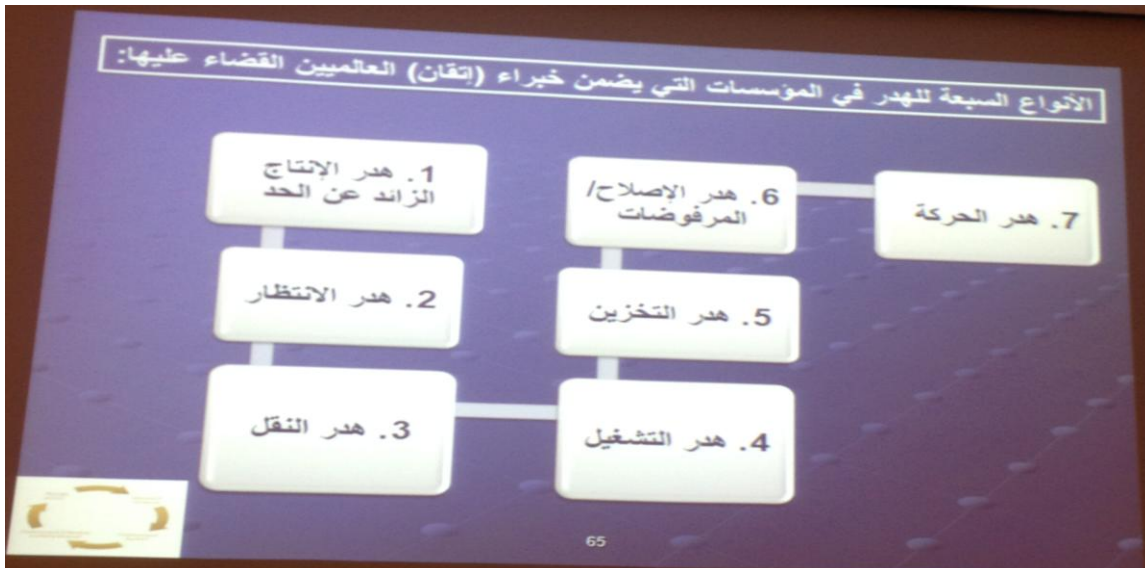 الأنواع السبعة للهدر في المؤسسات التي يضمن خبراء (إتقان) العالميين القضاء عليها:
1. هدر الإنتاج
الزائد عن الحد
2. هدر الانتظار
3. هدر النقل
4. هدر التشغيل
5. هدر التخزين
6. هدر الإصلاح/
المرفوضات
7. هدر الحركة
65